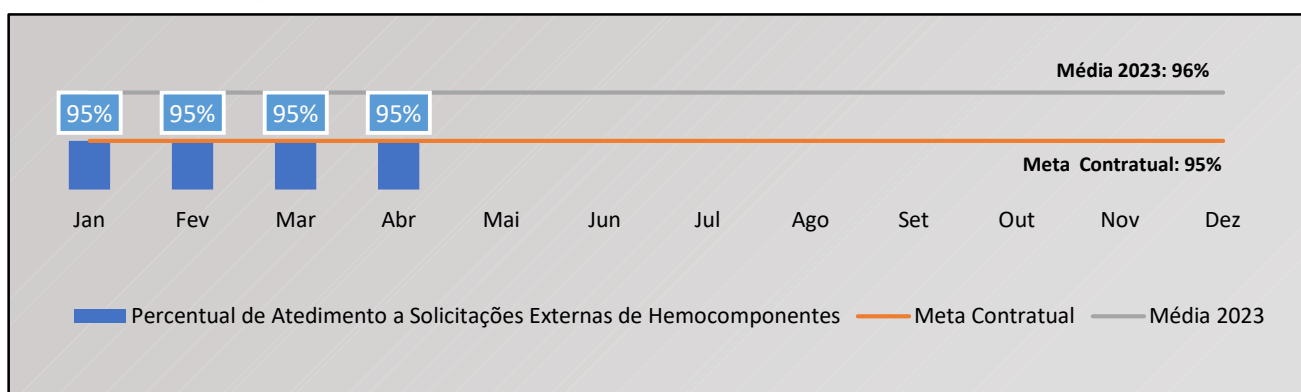 Média 2023: 96%
95% 95% 95% 95%
Meta Contratual: 95%
Jan Fev Mar Abr Mai Jun Jul Ago Set Out Nov Dez
Percentual de Atedimento a Solicitações Externas de Hemocomponentes Meta Contratual Média 2023